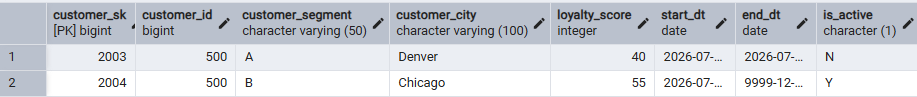 customer_sk customer_id customer_segment customer_city loyalty_score start_dt end_dt is_active
[PK] bigint bigint character varying (50) character varying (100) integer date date character (1)
1 2003 500 A Denver 40 2026-07-... 2026-07-... N
2 2004 500 B Chicago 55 2026-07-... 9999-12-... Y